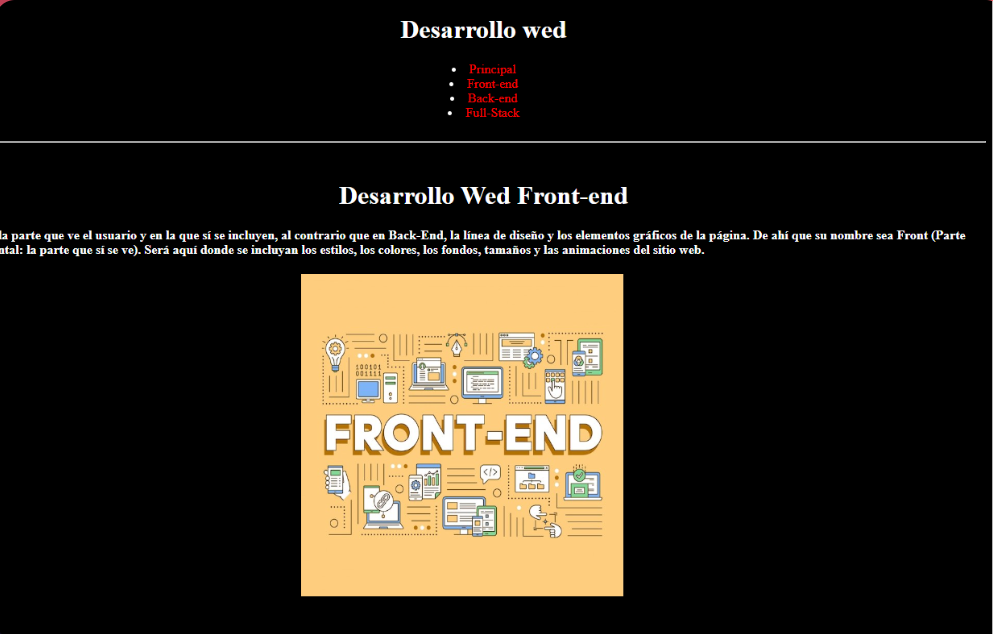 Desarrollo wed
Principal
Front-end
Back-end
Full-Stack
Desarrollo Wed Front-end
la parte que ve el usuario y en la que sí se incluyen, al contrario que en Back-End, la línea de diseño y los elementos gráficos de la página. De ahí que su nombre sea Front (Parte
ntal: la parte que sí se ve). Será aquí donde se incluyan los estilos, los colores, los fondos, tamaños y las animaciones del sitio web.
001101
001111
FRONT-END